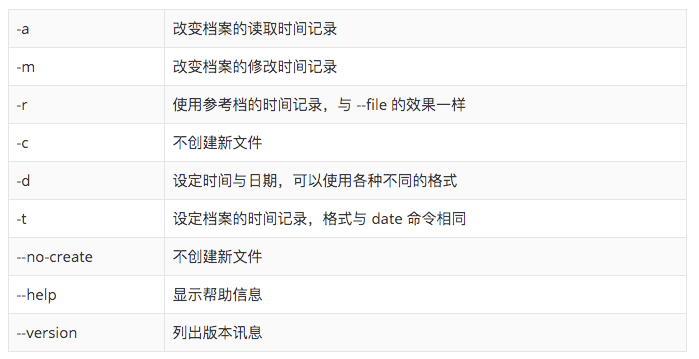 -a 改变档案的读取时间记录
-m 改变档案的修改时间记录
-r 使用参考档的时间记录，与 --file 的效果一样
-c 不创建新文件
-d 设定时间与日期，可以使用各种不同的格式
-t 设定档案的时间记录，格式与 date 命令相同
--no-create 不创建新文件
--help 显示帮助信息
--version 列出版本讯息